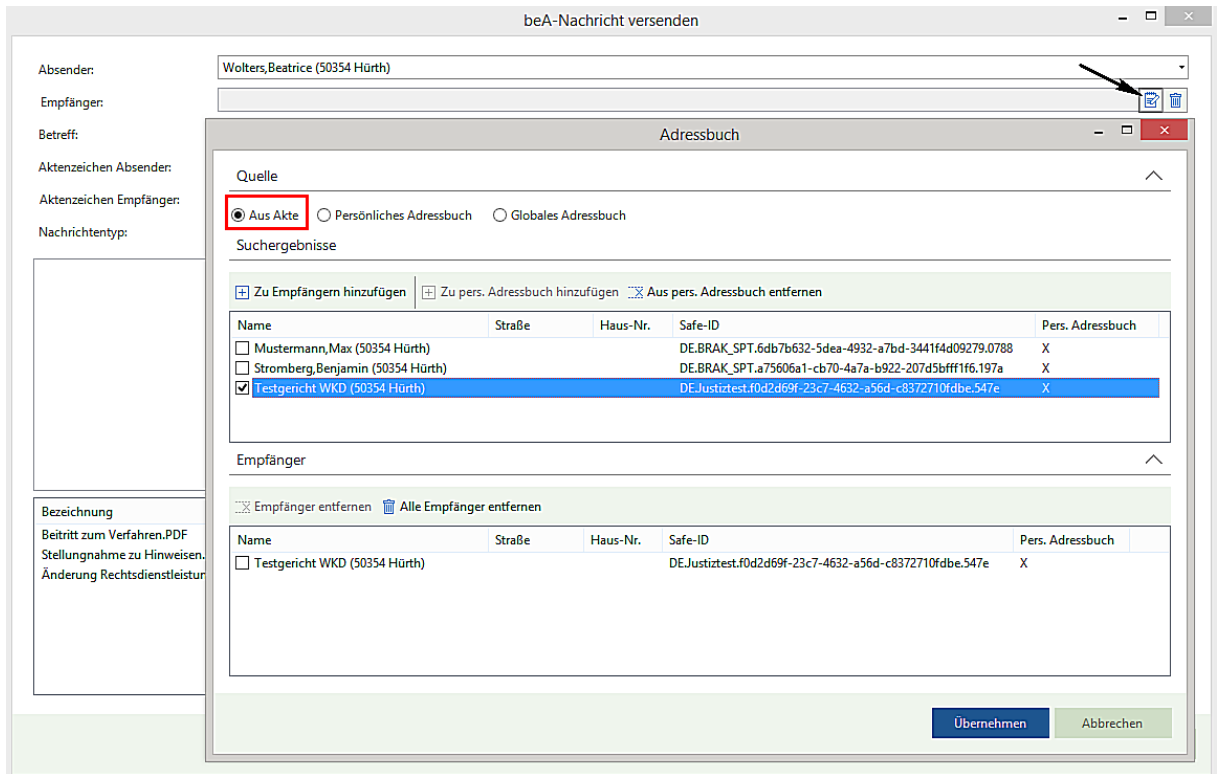 beA-Nachricht versenden
Absender: Wolters,Beatrice (50354 Hürth)
Empfänger:
Betreff:
Aktenzeichen Absender:
Aktenzeichen Empfänger:
Nachrichtentyp:
Adressbuch
Quelle
Aus Akte Persönliches Adressbuch Globales Adressbuch
Suchergebnisse
Zu Empfängern hinzufügen Zu pers. Adressbuch hinzufügen Aus pers. Adressbuch entfernen
Name Straße Haus-Nr. Safe-ID Pers. Adressbuch
Mustermann,Max (50354 Hürth) DE.BRAK_SPT.6db7b632-5dea-4932-a7bd-3441f4d09279.0788 X
Stromberg,Benjamin (50354 Hürth) DE.BRAK_SPT.a75606a1-cb70-4a7a-b922-207d5bfff1f6.197a X
Testgericht WKD (50354 Hürth) DE.Justiztest.f0d2d69f-23c7-4632-a56d-c8372710fdbe.547e X
Empfänger
Empfänger entfernen Alle Empfänger entfernen
Name Straße Haus-Nr. Safe-ID Pers. Adressbuch
Testgericht WKD (50354 Hürth) DE.Justiztest.f0d2d69f-23c7-4632-a56d-c8372710fdbe.547e X
Übernehmen Abbrechen
Bezeichnung
Beitritt zum Verfahren.PDF
Stellungnahme zu Hinweisen.
Änderung Rechtsdienstleistur